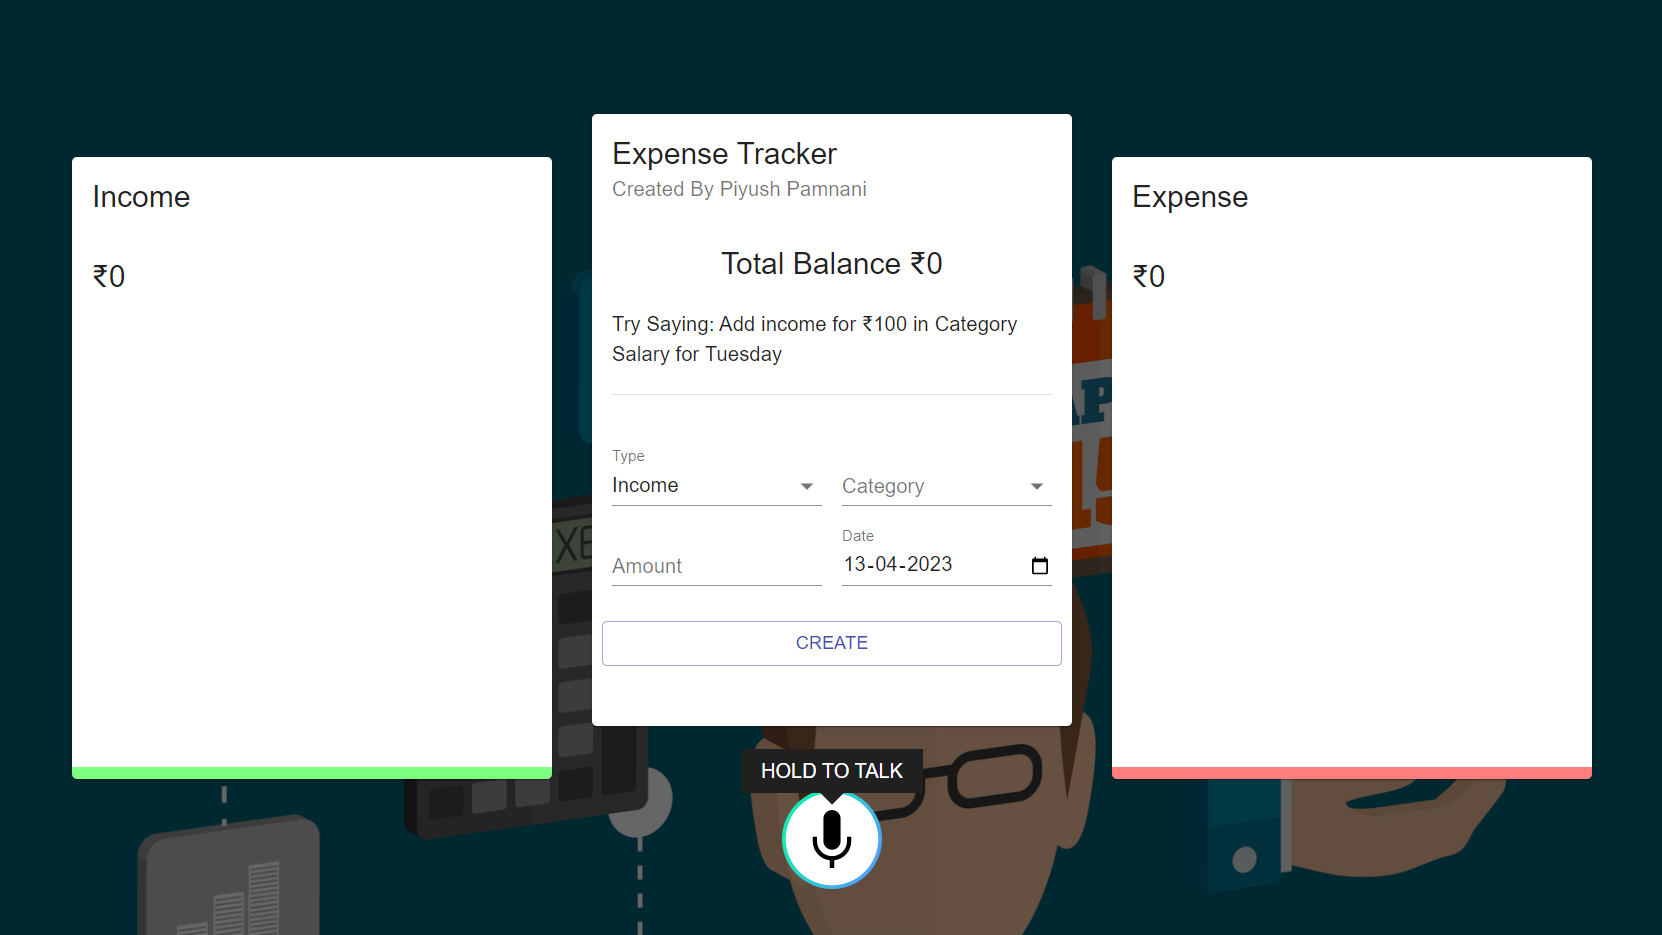 Income
₹0
Expense Tracker
Created By Piyush Pamnani
Total Balance ₹0
Try Saying: Add income for ₹100 in Category
Salary for Tuesday
Type
Income
Category
Amount
Date
13-04-2023
CREATE
HOLD TO TALK
Expense
₹0